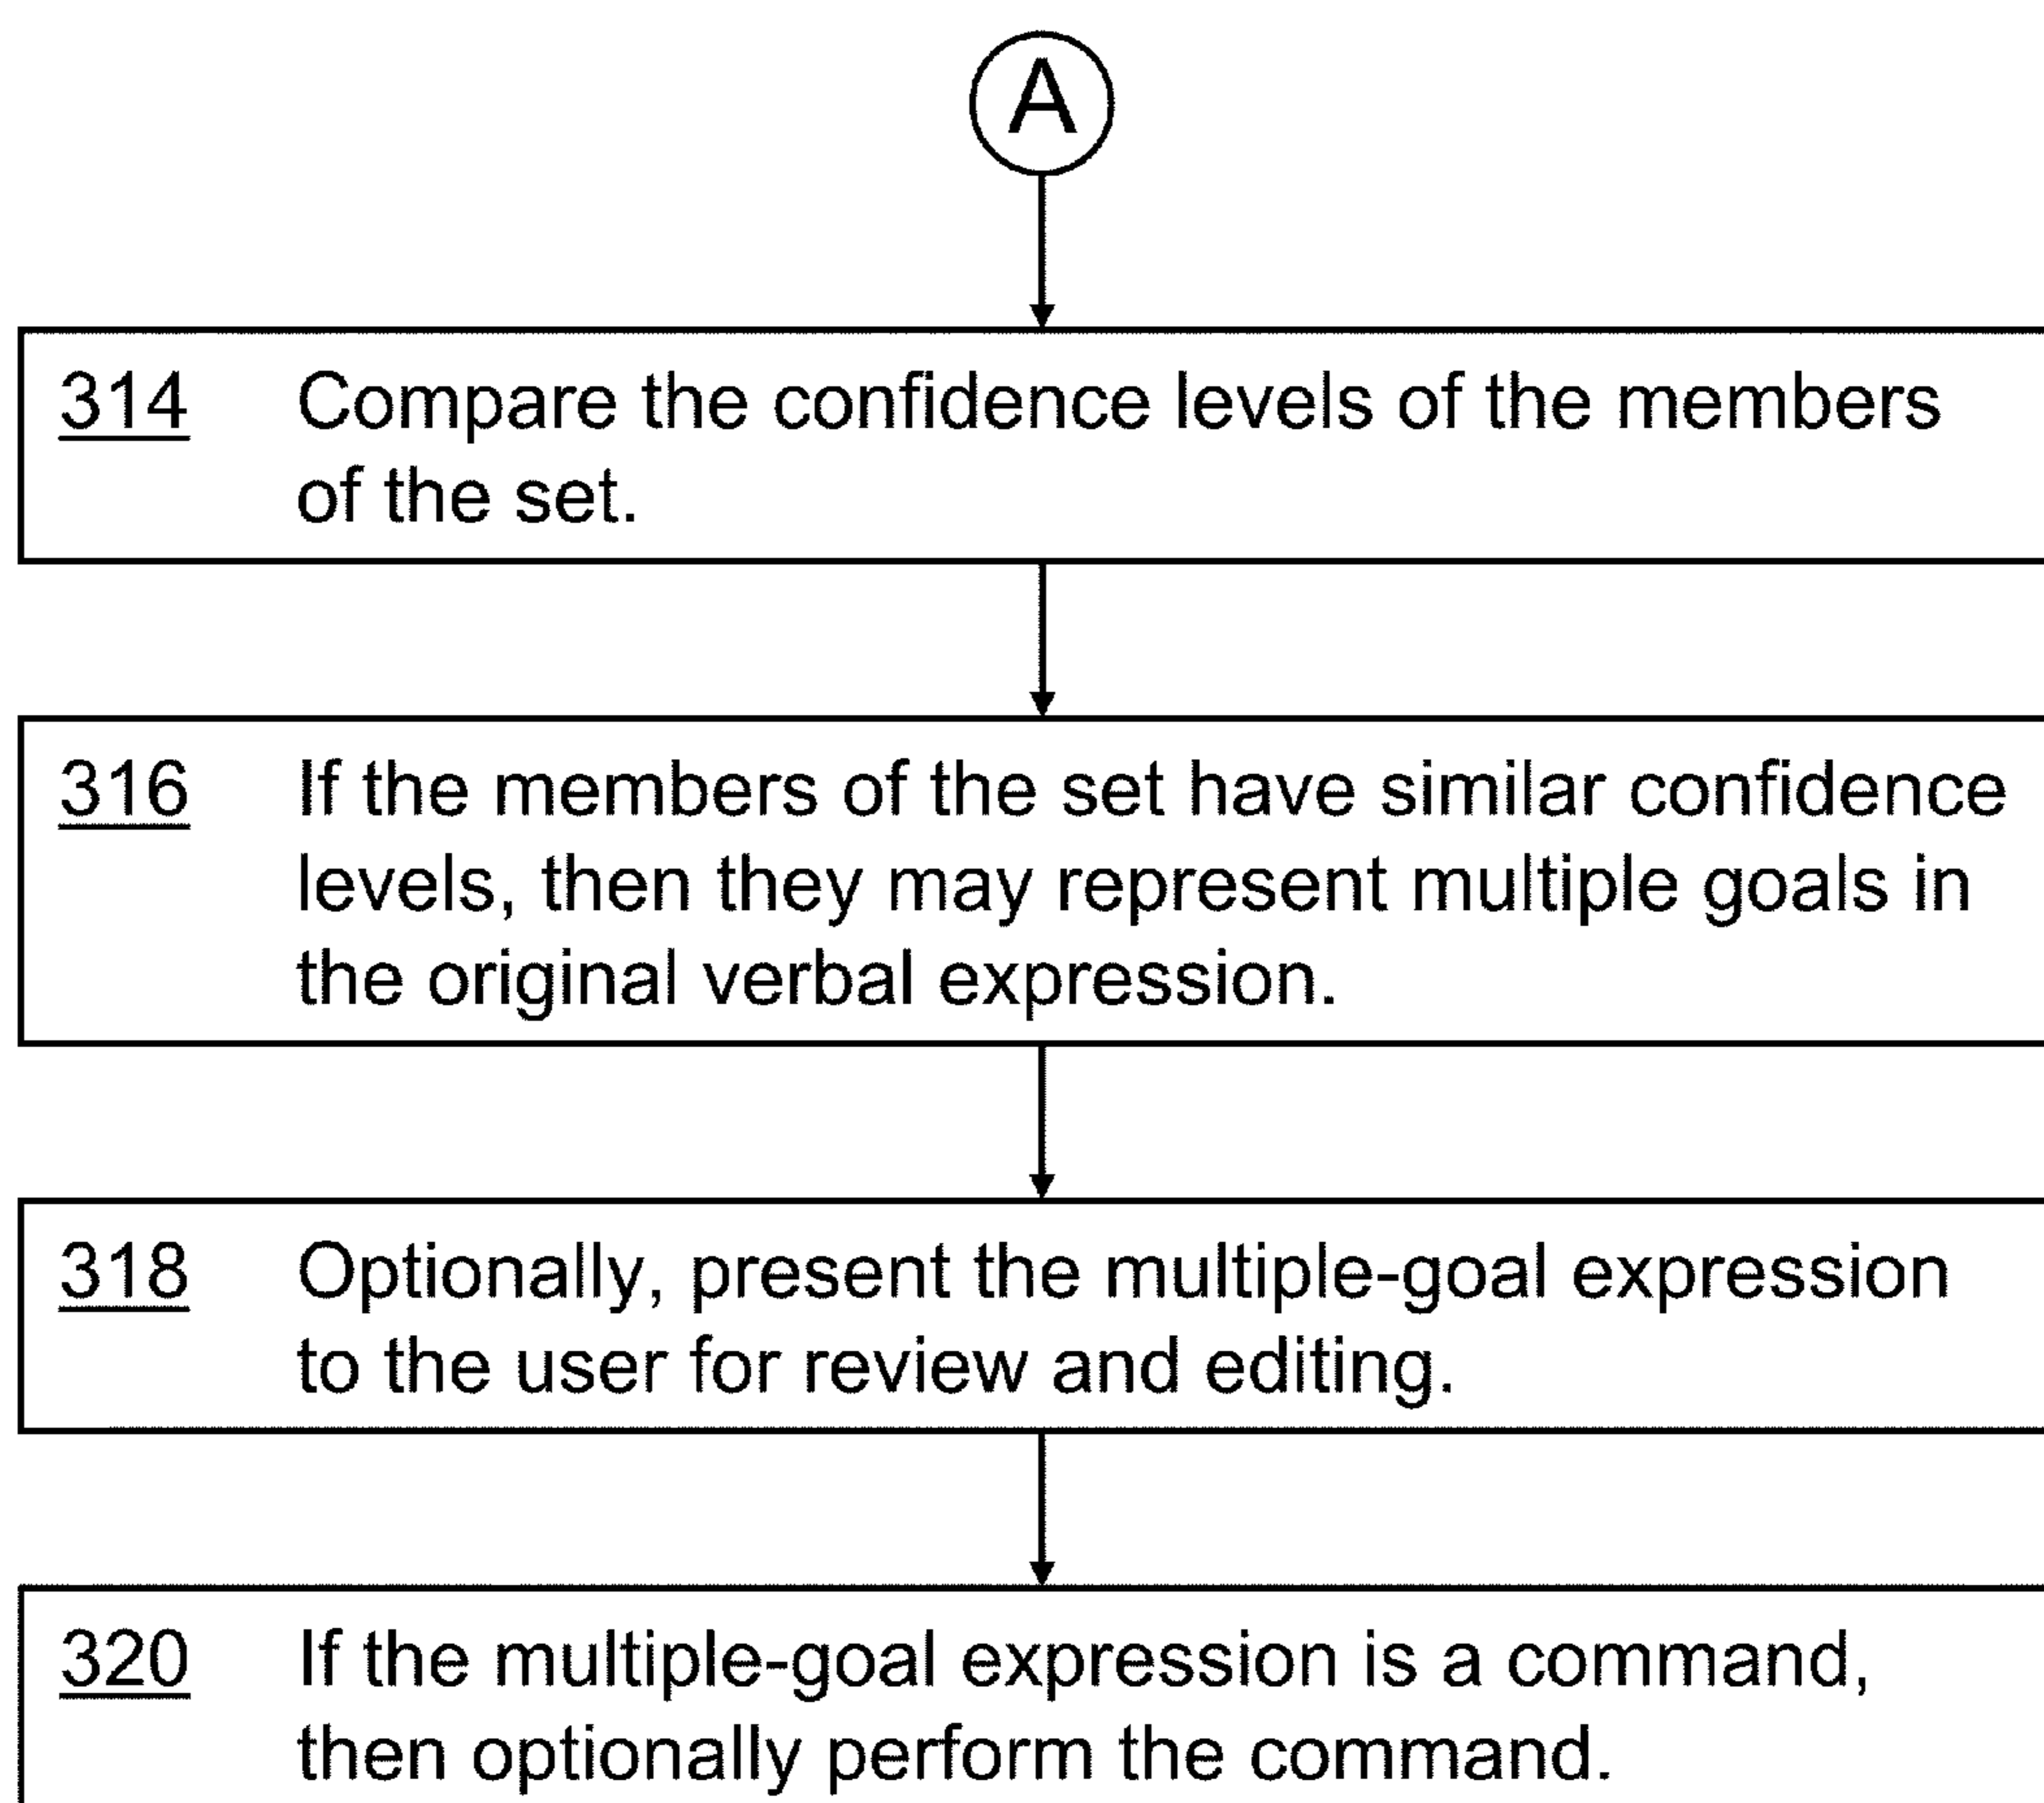 A
314 Compare the confidence levels of the members
of the set.
316 If the members of the set have similar confidence
levels, then they may represent multiple goals in
the original verbal expression.
318 Optionally, present the multiple-goal expression
to the user for review and editing.
320 If the multiple-goal expression is a command,
then optionally perform the command.